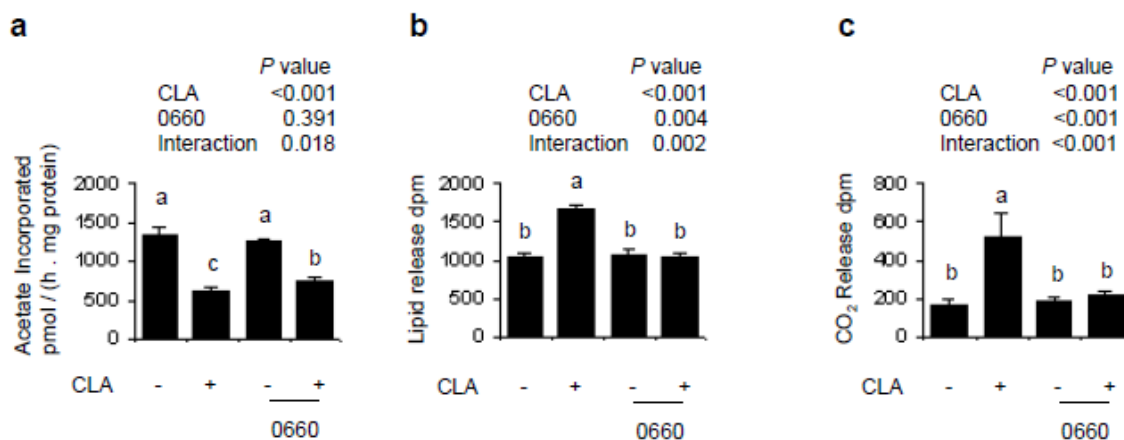 a
P value
CLA <0.001
0660 0.391
Interaction 0.018
Acetate Incorporated
pmol / (h . mg protein)
2000
1500
1000
500
0
a
c
a
b
CLA - + - +
0660
b
P value
CLA <0.001
0660 0.004
Interaction 0.002
Lipid release dpm
2000
1500
1000
500
0
b
a
b
b
- + - +
0660
c
P value
CLA <0.001
0660 <0.001
Interaction <0.001
CO₂ Release dpm
800
600
400
200
0
b
a
b
b
CLA - + - +
0660